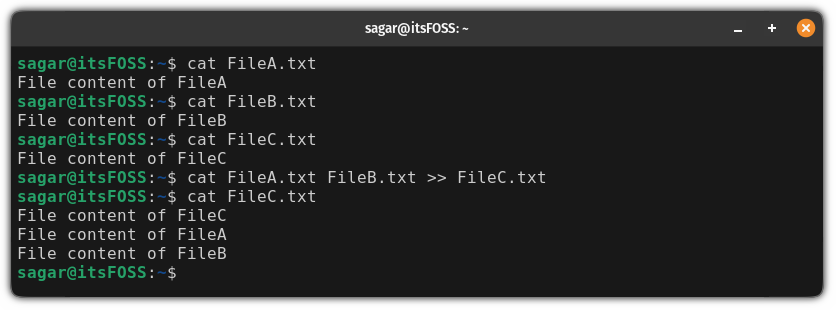 sagar@itsFOSS: ~
sagar@itsFOSS:~$ cat FileA.txt
File content of FileA
sagar@itsFOSS:~$ cat FileB.txt
File content of FileB
sagar@itsFOSS:~$ cat FileC.txt
File content of FileC
sagar@itsFOSS:~$ cat FileA.txt FileB.txt >> FileC.txt
sagar@itsFOSS:~$ cat FileC.txt
File content of FileC
File content of FileA
File content of FileB
sagar@itsFOSS:~$